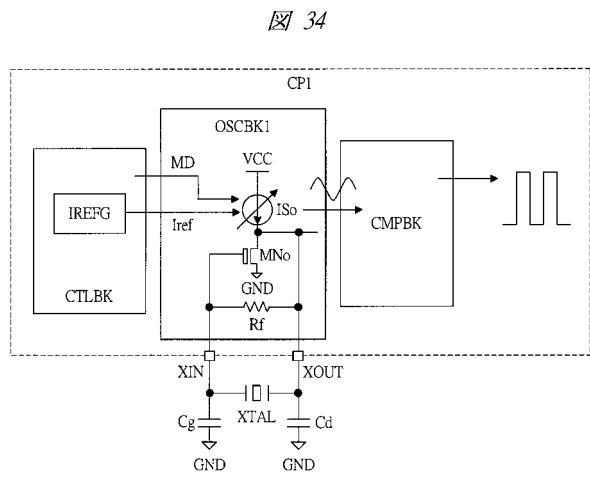 図 34
CP1
OSCBK1
MD
VCC
IREFG
ISo
CMPBK
Iref
MNo
GND
CTLBK
Rf
XIN
XOUT
XTAL
Cg
Cd
GND
GND